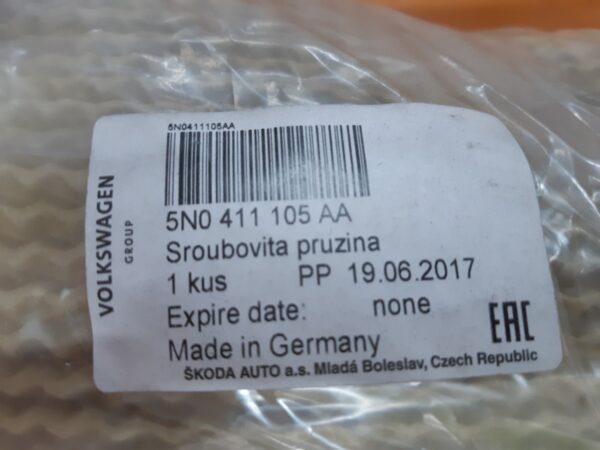 5N0411105AA
VOLKSWAGEN
GROUP
5N0 411 105 AA
Sroubovita pruzina
1 kus PP 19.06.2017
Expire date: none
Made in Germany
EAC
ŠKODA AUTO a.s. Mladá Boleslav, Czech Republic